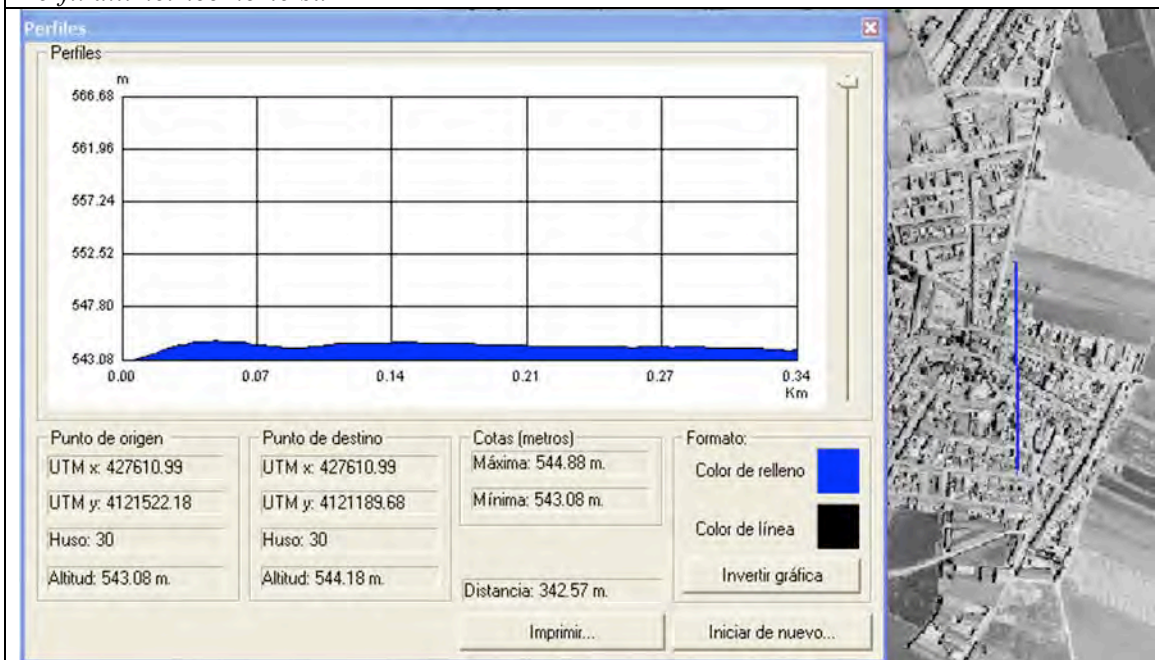 Perfiles
Perfiles
m
566.68
561.96
557.24
552.52
547.80
543.08
0.00 0.07 0.14 0.21 0.27 0.34
Km
Punto de origen
UTM x: 427610.99
UTM y: 4121522.18
Huso: 30
Altitud: 543.08 m.
Punto de destino
UTM x: 427610.99
UTM y: 4121189.68
Huso: 30
Altitud: 544.18 m.
Cotas (metros)
Máxima: 544.88 m.
Mínima: 543.08 m.
Distancia: 342.57 m.
Formato:
Color de relleno
Color de línea
Invertir gráfica
Imprimir...
Iniciar de nuevo...